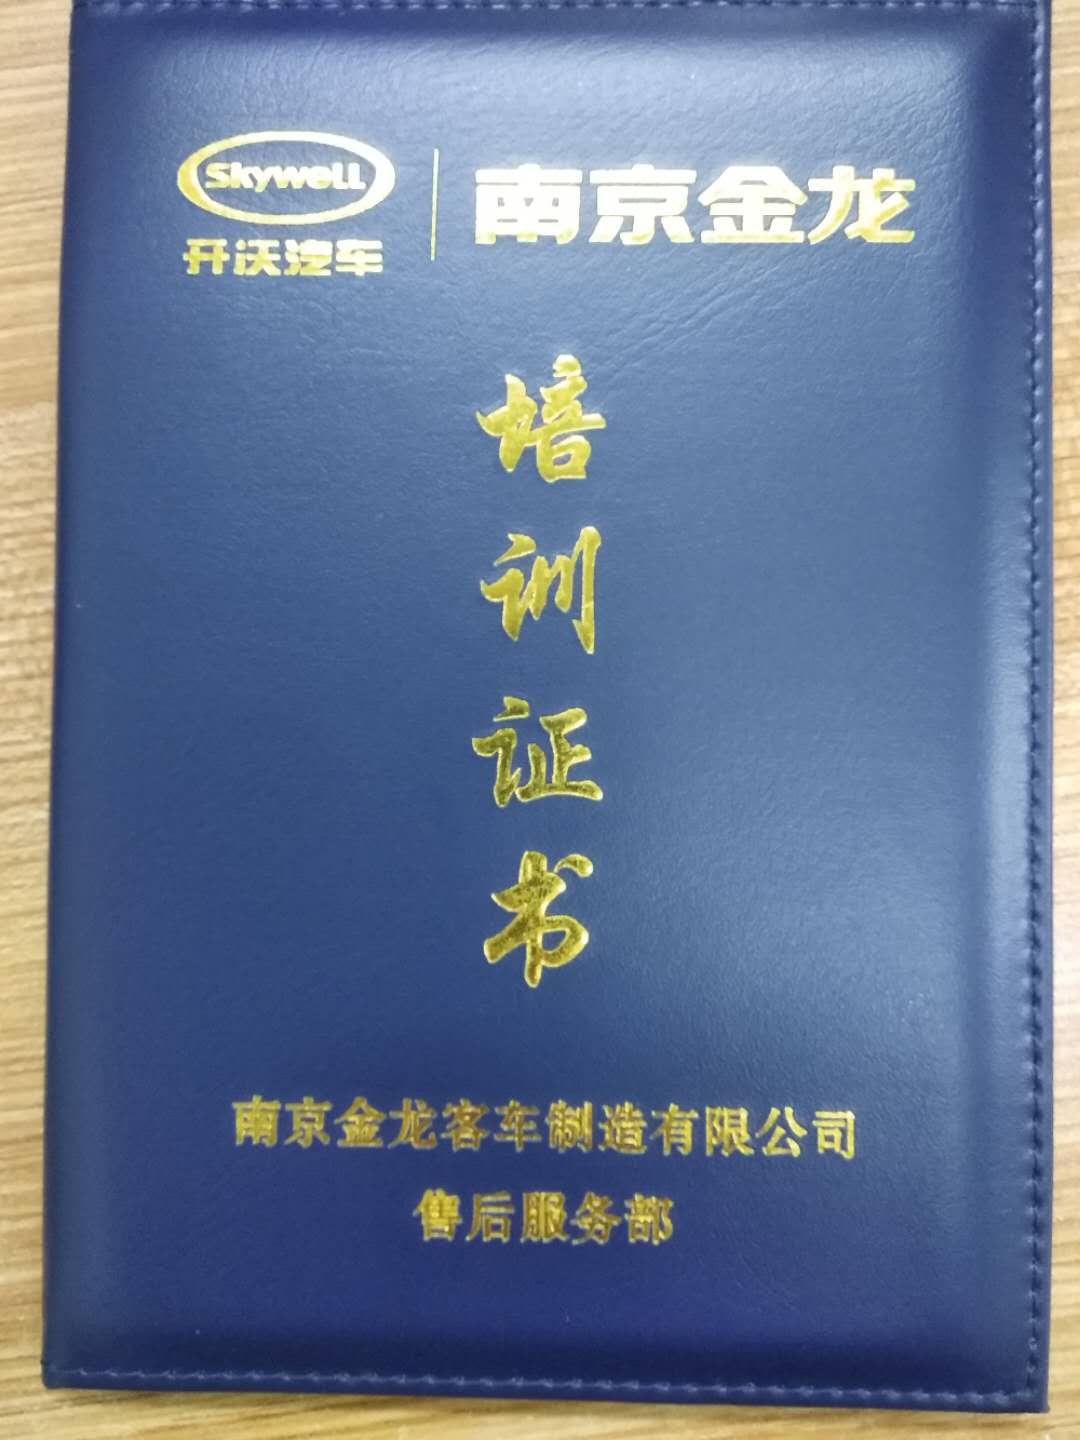 Skywell
开沃汽车
南京金龙
培训证书
南京金龙客车制造有限公司
售后服务部